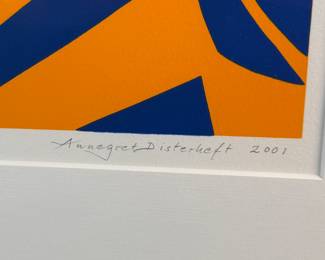 Annegret Disterheft 2001